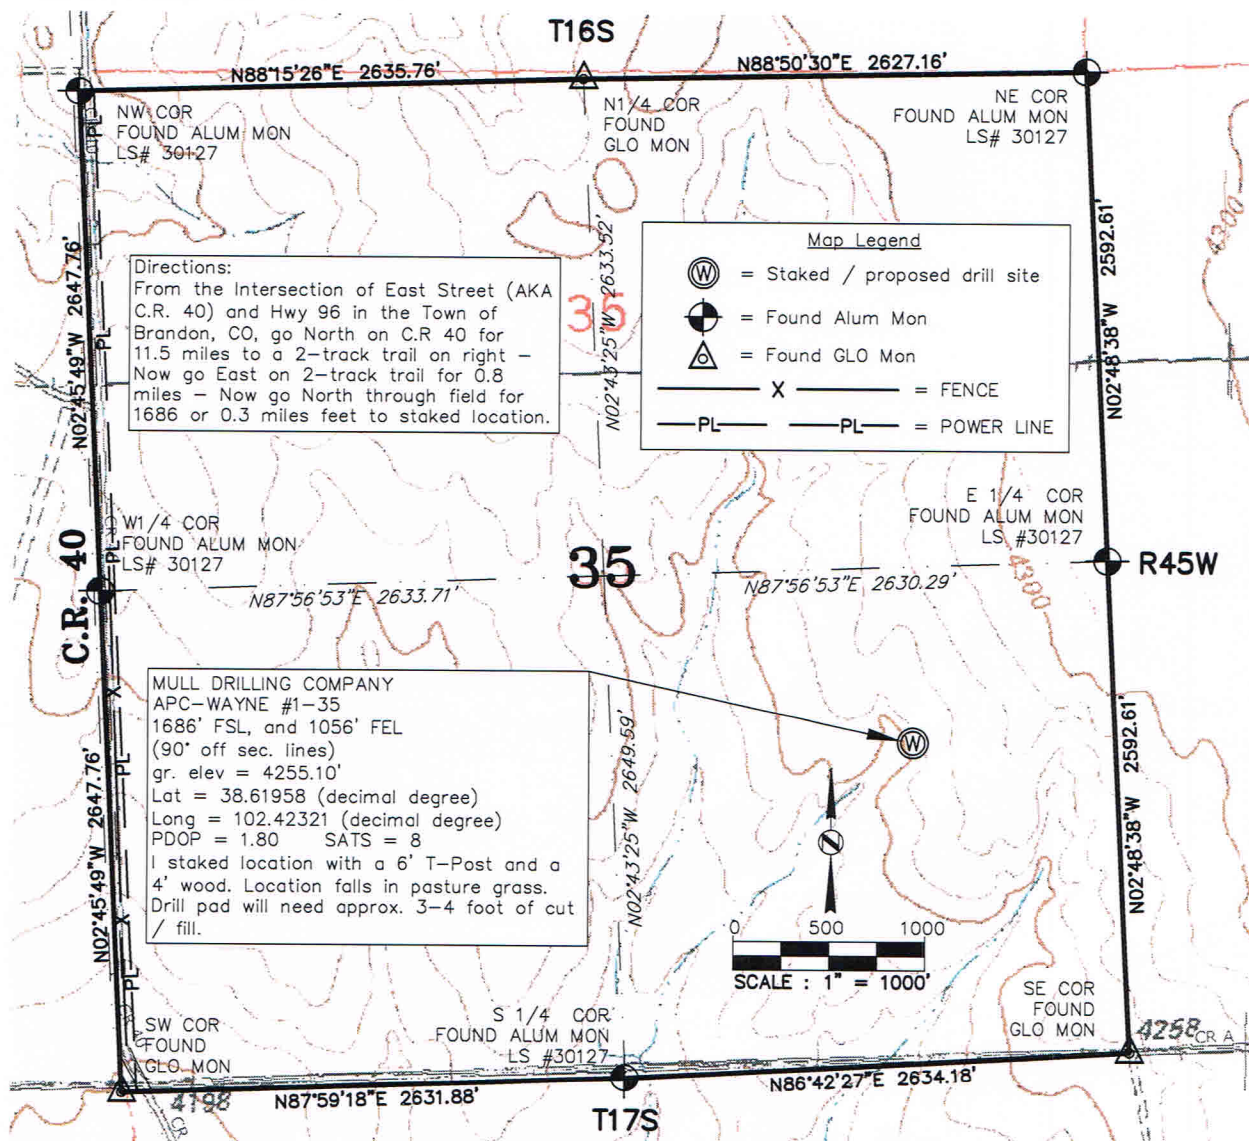 T16S
N88°15'26"E 2635.76'
N88°50'30"E 2627.16'
NW COR
FOUND ALUM MON
LS# 30127
N1/4 COR
FOUND
GLO MON
NE COR
FOUND ALUM MON
LS# 30127
PL
4300
N02°45'49"W 2647.76'
N02°43'25"W 2633.52'
N02°48'38"W 2592.61'
Directions:
From the Intersection of East Street (AKA
C.R. 40) and Hwy 96 in the Town of
Brandon, CO, go North on C.R 40 for
11.5 miles to a 2-track trail on right -
Now go East on 2-track trail for 0.8
miles - Now go North through field for
1686 or 0.3 miles feet to staked location.
35
Map Legend
W = Staked / proposed drill site
= Found Alum Mon
= Found GLO Mon
X = FENCE
PL PL = POWER LINE
PL
W1/4 COR
FOUND ALUM MON
LS# 30127
PL
C.R. 40
35
E 1/4 COR
FOUND ALUM MON
LS #30127
R45W
4300
N87°56'53"E 2633.71'
N87°56'53"E 2630.29'
X
MULL DRILLING COMPANY
APC-WAYNE #1-35
1686' FSL, and 1056' FEL
(90° off sec. lines)
gr. elev = 4255.10'
Lat = 38.61958 (decimal degree)
Long = 102.42321 (decimal degree)
PDOP = 1.80 SATS = 8
I staked location with a 6' T-Post and a
4' wood. Location falls in pasture grass.
Drill pad will need approx. 3-4 foot of cut
/ fill.
W
PL
N02°45'49"W 2647.76'
N02°43'25"W 2649.59'
N02°48'38"W 2592.61'
X
PL
0 500 1000
SCALE : 1" = 1000'
SW COR
FOUND
GLO MON
S 1/4 COR
FOUND ALUM MON
LS #30127
SE COR
FOUND
GLO MON
4258
CR A
4198
CR
N87°59'18"E 2631.88'
N86°42'27"E 2634.18'
T17S